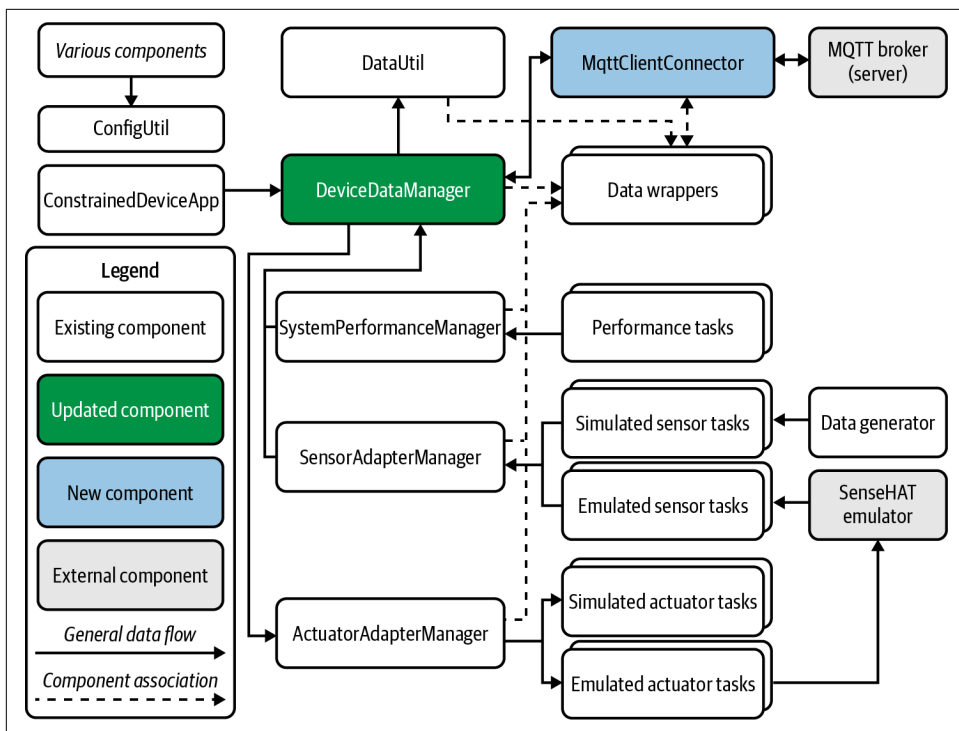 Various components
DataUtil
MqttClientConnector
MQTT broker
(server)
ConfigUtil
ConstrainedDeviceApp
DeviceDataManager
Data wrappers
Legend
Existing component
Updated component
New component
External component
General data flow
Component association
SystemPerformanceManager
Performance tasks
SensorAdapterManager
Simulated sensor tasks
Data generator
Emulated sensor tasks
SenseHAT
emulator
ActuatorAdapterManager
Simulated actuator tasks
Emulated actuator tasks